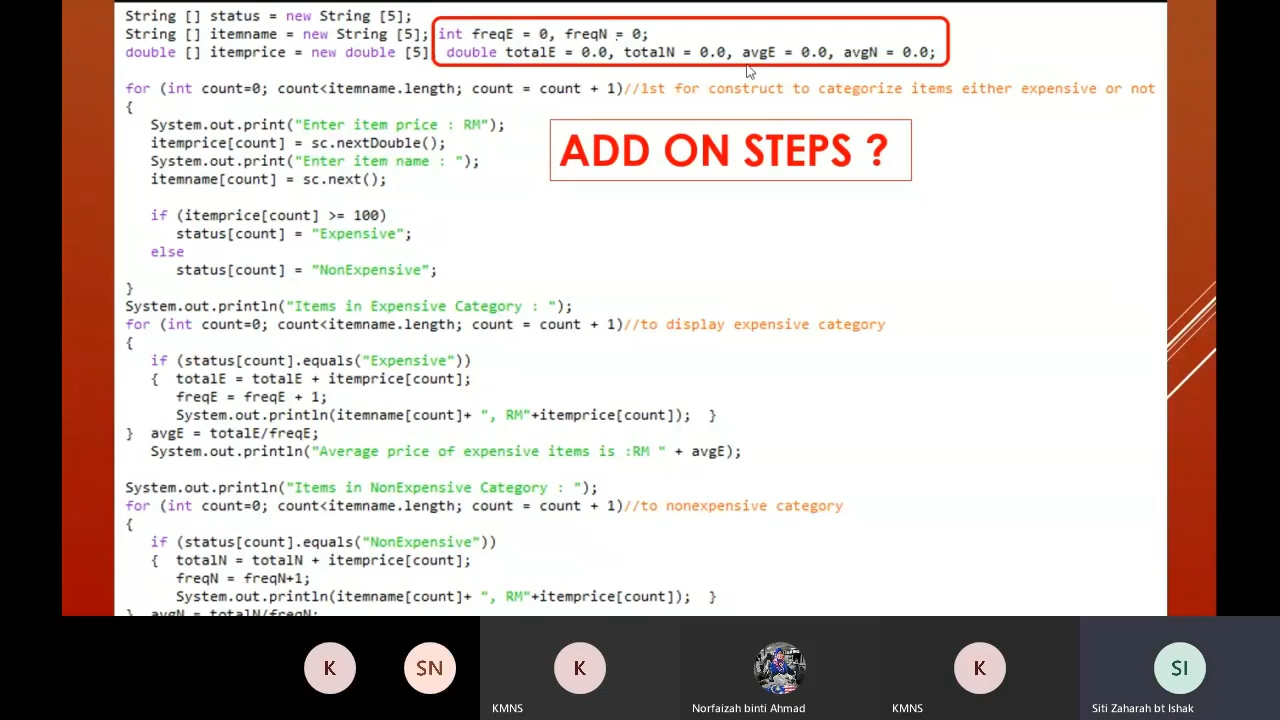 String [] status = new String [5];
String [] itemname = new String [5]; int freqE = 0, freqN = 0;
double [] itemprice = new double [5] double totalE = 0.0, totalN = 0.0, avgE = 0.0, avgN = 0.0;
for (int count=0; count<itemname.length; count = count + 1)//1st for construct to categorize items either expensive or not
{
System.out.print("Enter item price : RM");
itemprice[count] = sc.nextDouble();
System.out.print("Enter item name : ");
itemname[count] = sc.next();
ADD ON STEPS ?
if (itemprice[count] >= 100)
status[count] = "Expensive";
else
status[count] = "NonExpensive";
}
System.out.println("Items in Expensive Category : ");
for (int count=0; count<itemname.length; count = count + 1)//to display expensive category
{
if (status[count].equals("Expensive"))
{ totalE = totalE + itemprice[count];
freqE = freqE + 1;
System.out.println(itemname[count]+ ", RM"+itemprice[count]); }
} avgE = totalE/freqE;
System.out.println("Average price of expensive items is :RM " + avgE);
System.out.println("Items in NonExpensive Category : ");
for (int count=0; count<itemname.length; count = count + 1)//to nonexpensive category
{
if (status[count].equals("NonExpensive"))
{ totalN = totalN + itemprice[count];
freqN = freqN+1;
System.out.println(itemname[count]+ ", RM"+itemprice[count]); }
} avgN = totalN/freqN;
K SN K K SI
KMNS Norfaizah binti Ahmad KMNS Siti Zaharah bt Ishak